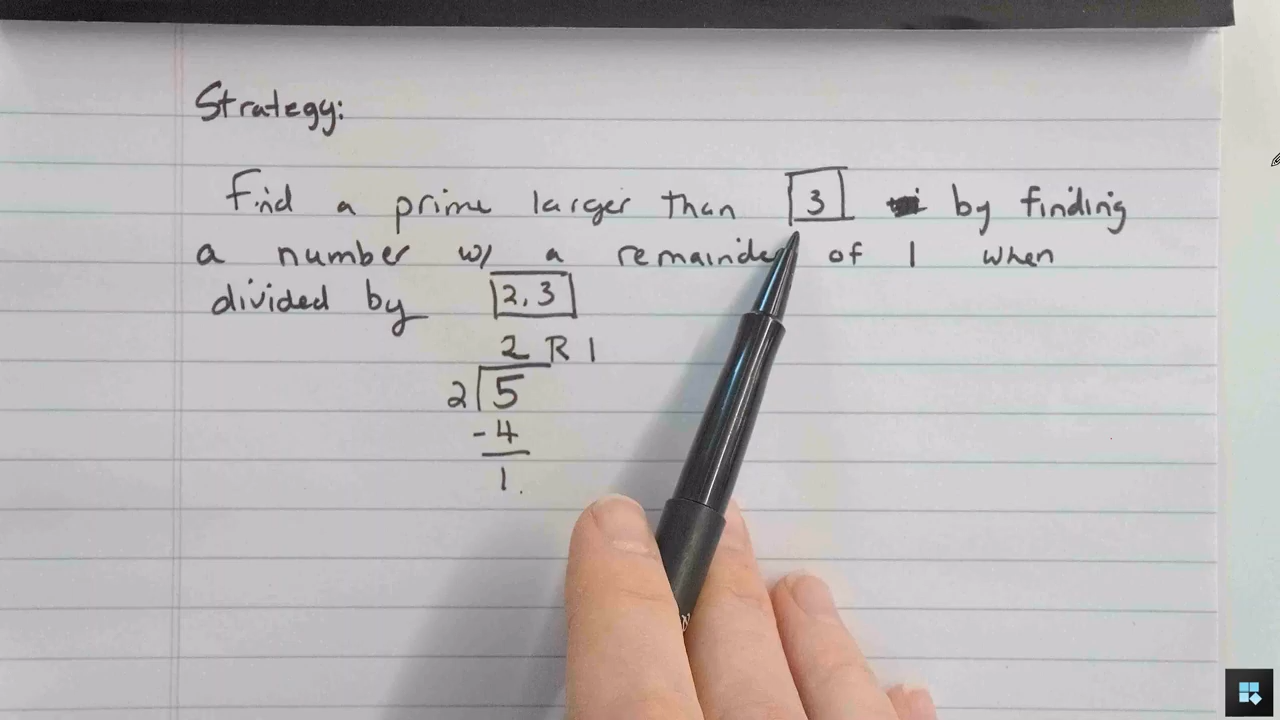 Strategy:
Find a prime larger than 3 by finding
a number w/ a remainder of 1 when
divided by 2,3
2 R 1
2 5
-4
1.